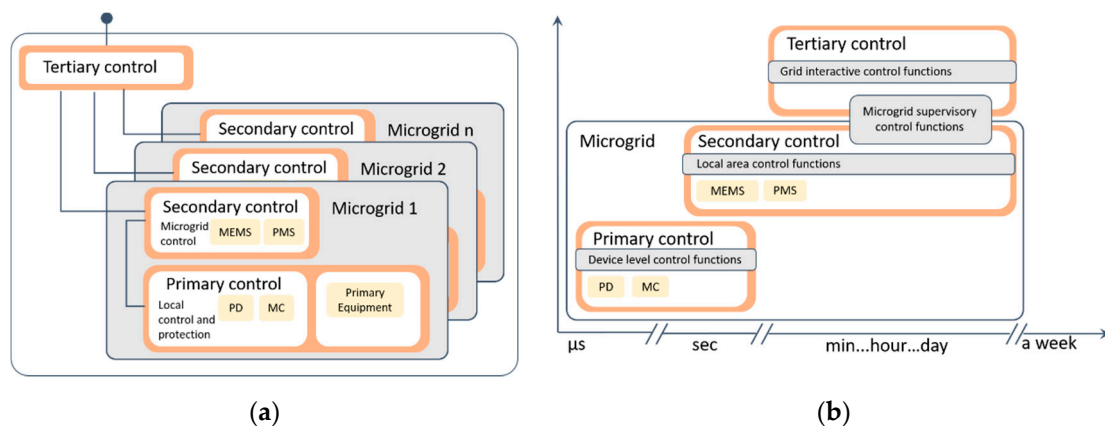 Tertiary control
Secondary control
Microgrid n
Secondary control
Microgrid 2
Secondary control
Microgrid 1
Microgrid
control
MEMS
PMS
Primary control
Local
control and
protection
PD
MC
Primary
Equipment
(a)
Tertiary control
Grid interactive control functions
Microgrid supervisory
control functions
Microgrid
Secondary control
Local area control functions
MEMS
PMS
Primary control
Device level control functions
PD
MC
μs
sec
min...hour...day
a week
(b)